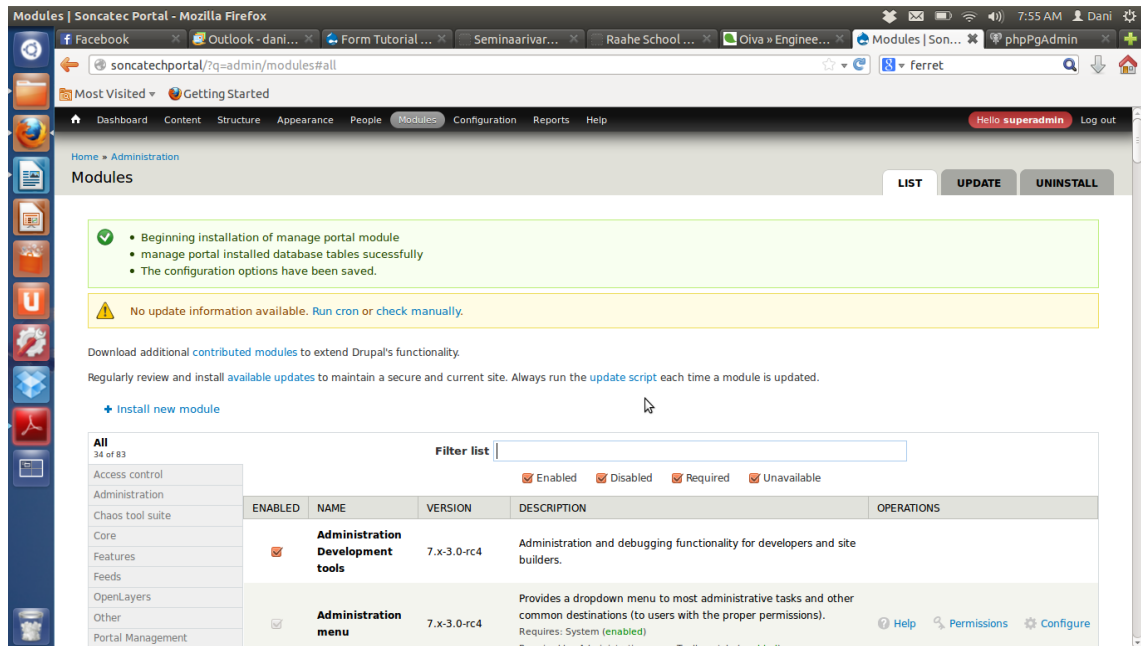 Modules | Soncatec Portal - Mozilla Firefox
7:55 AM Dani
Facebook Outlook - dani... Form Tutorial ... Seminaarivar... Raahe School ... Oiva » Enginee... Modules | Son... phpPgAdmin
soncatechportal/?q=admin/modules#all
ferret
Most Visited Getting Started
Dashboard Content Structure Appearance People Modules Configuration Reports Help
Hello superadmin Log out
Home » Administration
Modules
LIST UPDATE UNINSTALL
• Beginning installation of manage portal module
• manage portal installed database tables sucessfully
• The configuration options have been saved.
No update information available. Run cron or check manually.
Download additional contributed modules to extend Drupal's functionality.
Regularly review and install available updates to maintain a secure and current site. Always run the update script each time a module is updated.
+ Install new module
All
34 of 83
Access control
Administration
Chaos tool suite
Core
Features
Feeds
OpenLayers
Other
Portal Management
Filter list
Enabled Disabled Required Unavailable
ENABLED NAME VERSION DESCRIPTION OPERATIONS
Administration
Development
tools
7.x-3.0-rc4
Administration and debugging functionality for developers and site
builders.
Administration
menu
7.x-3.0-rc4
Provides a dropdown menu to most administrative tasks and other
common destinations (to users with the proper permissions).
Requires: System (enabled)
Help Permissions Configure